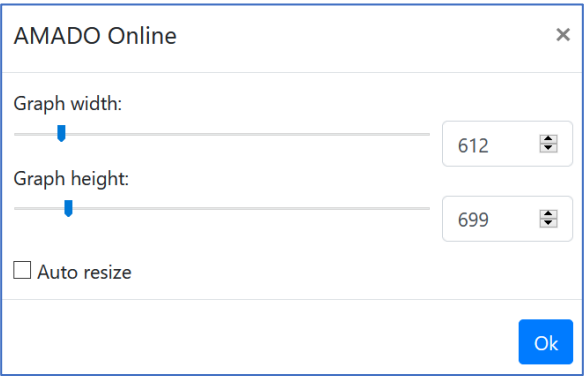 AMADO Online ×
Graph width:
612
Graph height:
699
Auto resize
Ok